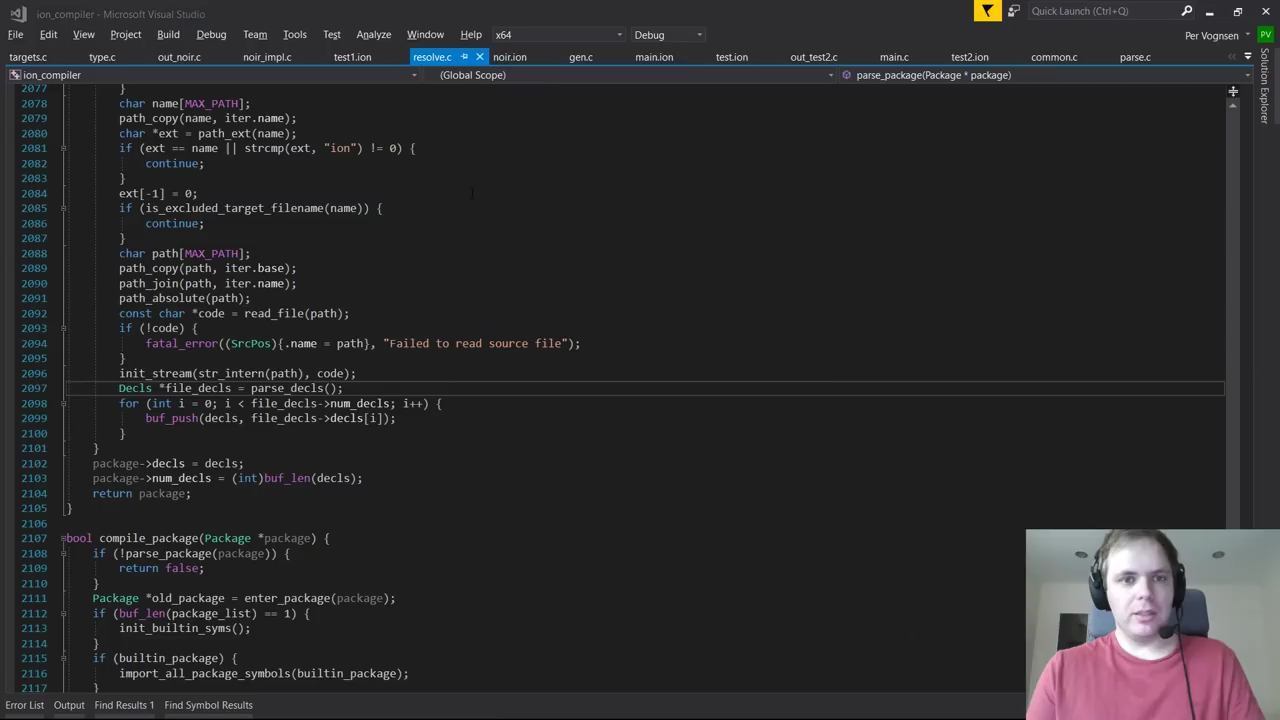 ion_compiler - Microsoft Visual Studio
Quick Launch (Ctrl+Q)
File Edit View Project Build Debug Team Tools Test Analyze Window Help x64 Debug
Per Vognsen PV
targets.c type.c out_noir.c noir_impl.c test1.ion resolve.c noir.ion gen.c main.ion test.ion out_test2.c main.c test2.ion common.c parse.c
Solution Explorer
ion_compiler (Global Scope) parse_package(Package * package)
2077 }
2078 char name[MAX_PATH];
2079 path_copy(name, iter.name);
2080 char *ext = path_ext(name);
2081 if (ext == name || strcmp(ext, "ion") != 0) {
2082 continue;
2083 }
2084 ext[-1] = 0;
2085 if (is_excluded_target_filename(name)) {
2086 continue;
2087 }
2088 char path[MAX_PATH];
2089 path_copy(path, iter.base);
2090 path_join(path, iter.name);
2091 path_absolute(path);
2092 const char *code = read_file(path);
2093 if (!code) {
2094 fatal_error((SrcPos){.name = path}, "Failed to read source file");
2095 }
2096 init_stream(str_intern(path), code);
2097 Decls *file_decls = parse_decls();
2098 for (int i = 0; i < file_decls->num_decls; i++) {
2099 buf_push(decls, file_decls->decls[i]);
2100 }
2101 }
2102 package->decls = decls;
2103 package->num_decls = (int)buf_len(decls);
2104 return package;
2105 }
2106
2107 bool compile_package(Package *package) {
2108 if (!parse_package(package)) {
2109 return false;
2110 }
2111 Package *old_package = enter_package(package);
2112 if (buf_len(package_list) == 1) {
2113 init_builtin_syms();
2114 }
2115 if (builtin_package) {
2116 import_all_package_symbols(builtin_package);
2117 }
Error List Output Find Results 1 Find Symbol Results